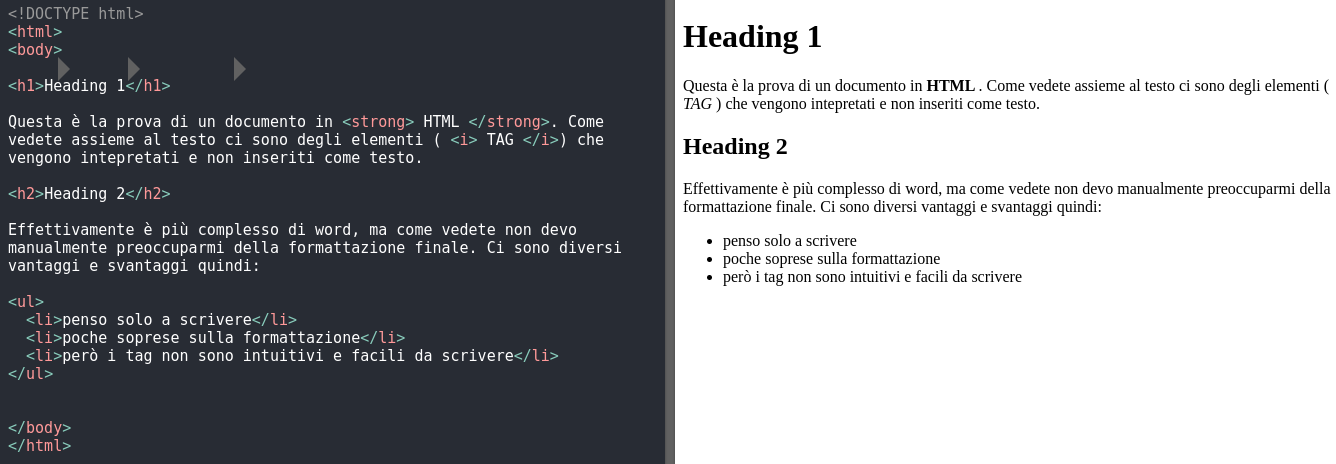 <!DOCTYPE html>
<html>
<body>
<h1>Heading 1</h1>
Questa è la prova di un documento in <strong> HTML </strong>. Come
vedete assieme al testo ci sono degli elementi ( <i> TAG </i>) che
vengono intepretati e non inseriti come testo.
<h2>Heading 2</h2>
Effettivamente è più complesso di word, ma come vedete non devo
manualmente preoccuparmi della formattazione finale. Ci sono diversi
vantaggi e svantaggi quindi:
<ul>
<li>penso solo a scrivere</li>
<li>poche soprese sulla formattazione</li>
<li>però i tag non sono intuitivi e facili da scrivere</li>
</ul>
</body>
</html>
Heading 1
Questa è la prova di un documento in HTML . Come vedete assieme al testo ci sono degli elementi (
TAG ) che vengono intepretati e non inseriti come testo.
Heading 2
Effettivamente è più complesso di word, ma come vedete non devo manualmente preoccuparmi della
formattazione finale. Ci sono diversi vantaggi e svantaggi quindi:
• penso solo a scrivere
• poche soprese sulla formattazione
• però i tag non sono intuitivi e facili da scrivere